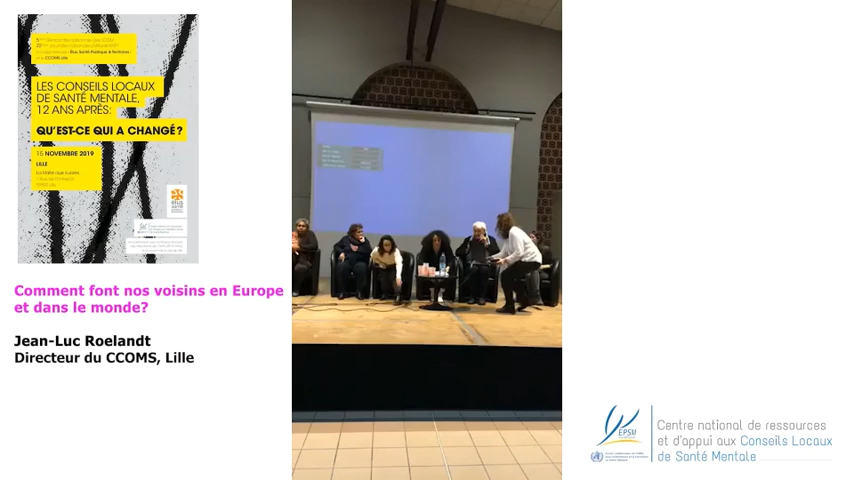 LES CONSEILS LOCAUX
DE SANTÉ MENTALE,
12 ANS APRÈS:
QU'EST-CE QUI A CHANGÉ?
15 NOVEMBRE 2019
LILLE
Comment font nos voisins en Europe
et dans le monde?
Jean-Luc Roelandt
Directeur du CCOMS, Lille
EPSM
Centre national de ressources
et d'appui aux Conseils Locaux
de Santé Mentale